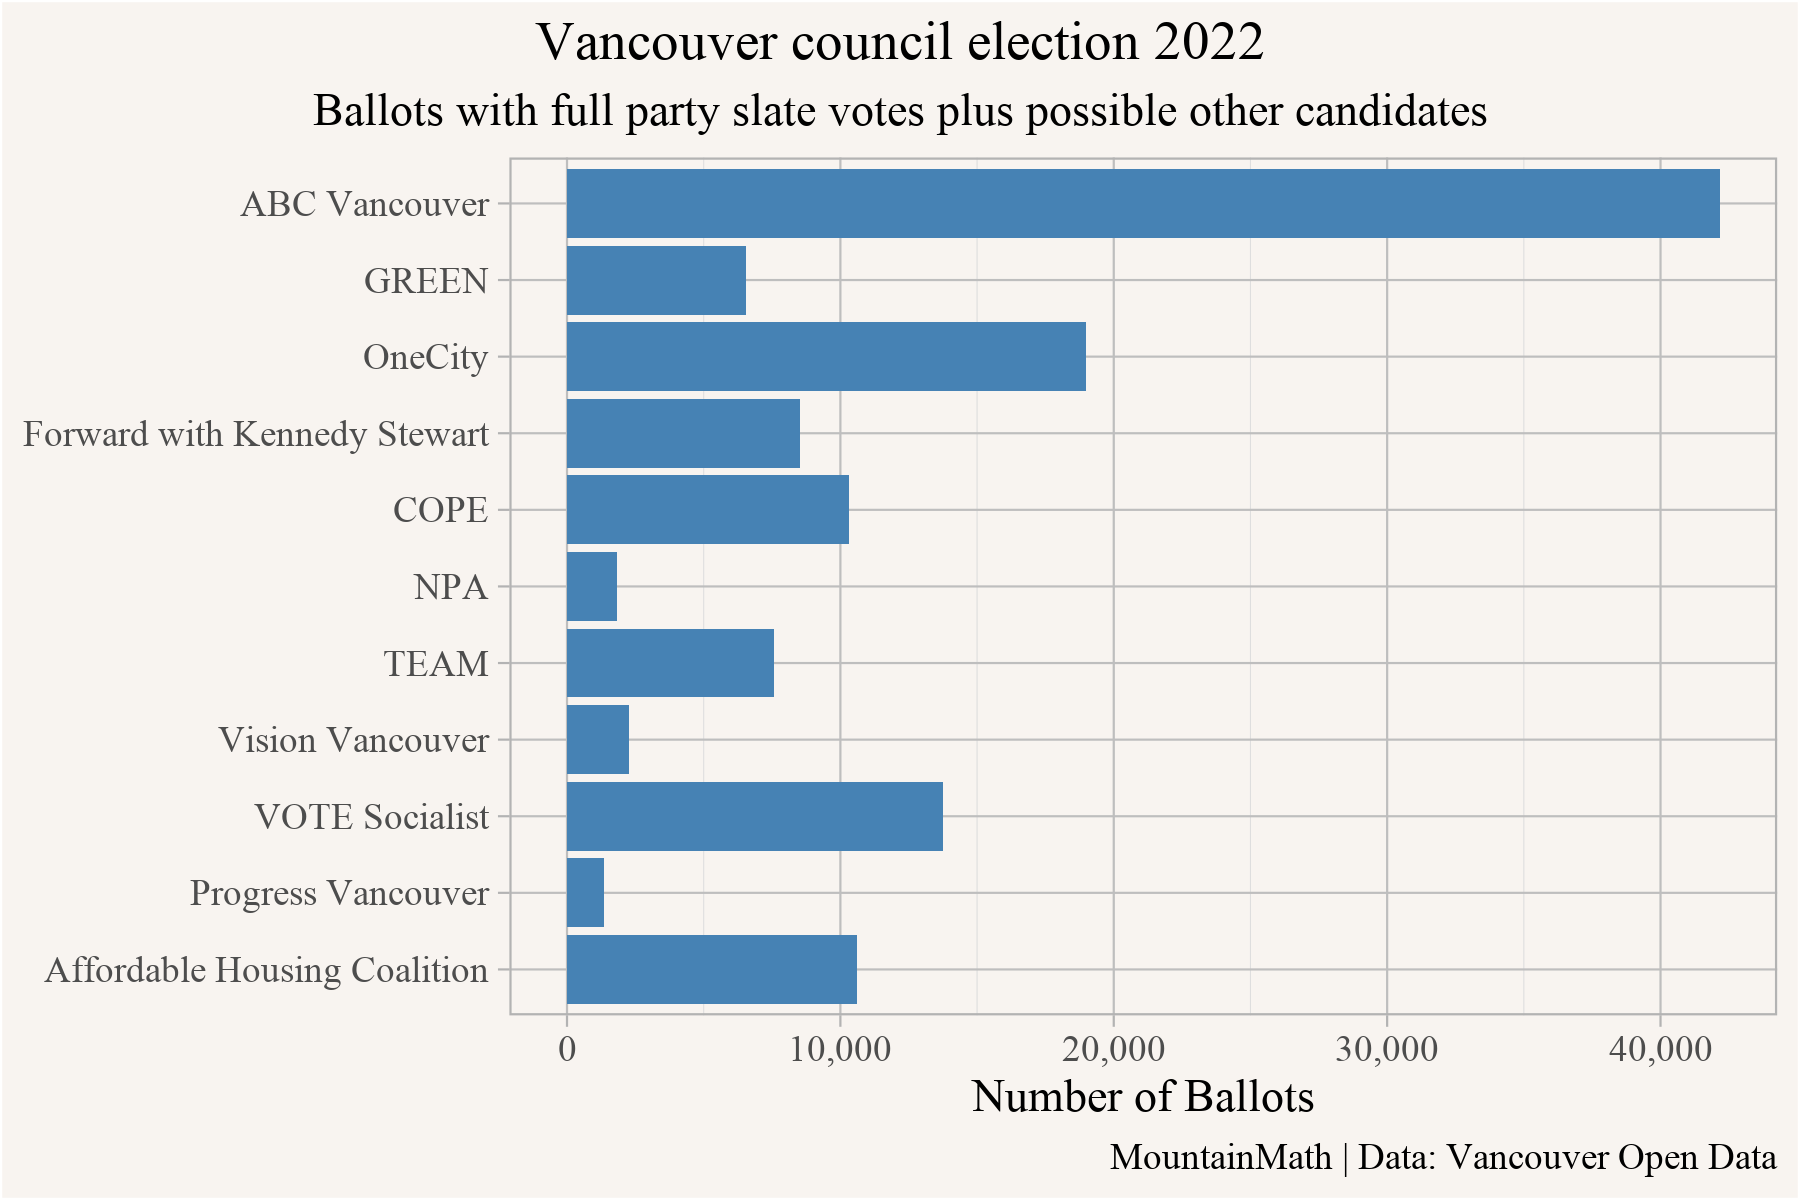 Vancouver council election 2022
Ballots with full party slate votes plus possible other candidates
ABC Vancouver
GREEN
OneCity
Forward with Kennedy Stewart
COPE
NPA
TEAM
Vision Vancouver
VOTE Socialist
Progress Vancouver
Affordable Housing Coalition
0 10,000 20,000 30,000 40,000
Number of Ballots
MountainMath | Data: Vancouver Open Data